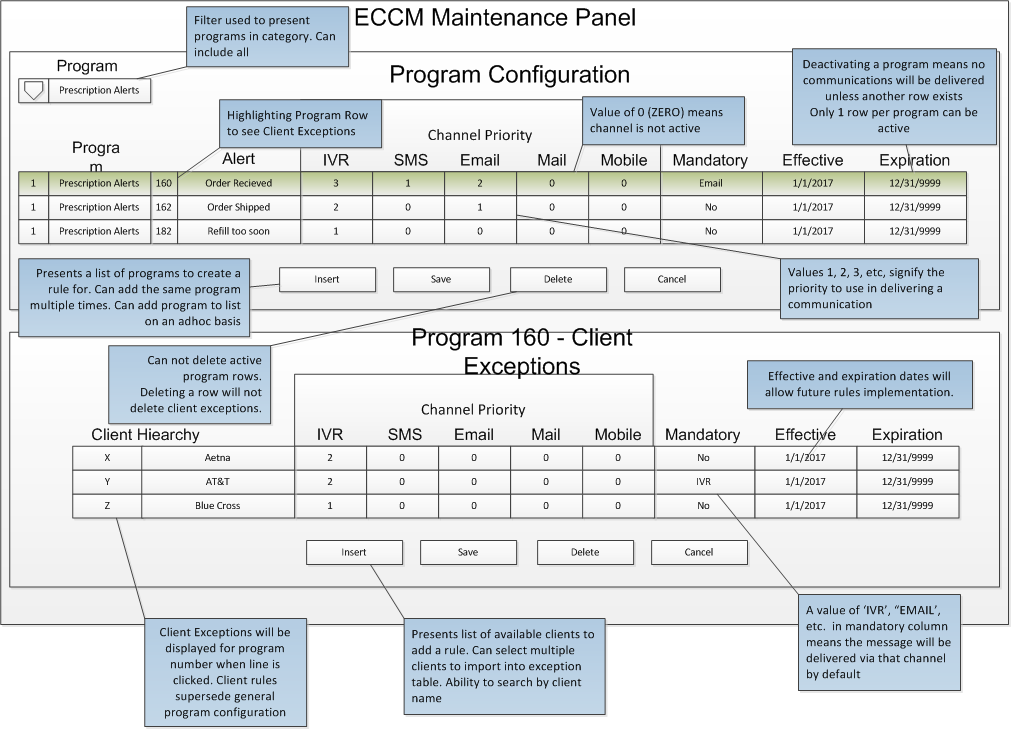 ECCM Maintenance Panel
Filter used to present
programs in category. Can
include all
Program
Prescription Alerts
Program Configuration
Deactivating a program means no
communications will be delivered
unless another row exists
Only 1 row per program can be
active
Highlighting Program Row
to see Client Exceptions
Channel Priority
Value of 0 (ZERO) means
channel is not active
Progra
m
Alert IVR SMS Email Mail Mobile Mandatory Effective Expiration
1 Prescription Alerts 160 Order Recieved 3 1 2 0 0 Email 1/1/2017 12/31/9999
1 Prescription Alerts 162 Order Shipped 2 0 1 0 0 No 1/1/2017 12/31/9999
1 Prescription Alerts 182 Refill too soon 1 0 0 0 0 No 1/1/2017 12/31/9999
Presents a list of programs to create a
rule for. Can add the same program
multiple times. Can add program to list
on an adhoc basis
Insert Save Delete Cancel
Values 1, 2, 3, etc, signify the
priority to use in delivering a
communication
Program 160 - Client
Exceptions
Can not delete active
program rows.
Deleting a row will not
delete client exceptions.
Effective and expiration dates will
allow future rules implementation.
Channel Priority
Client Hiearchy IVR SMS Email Mail Mobile Mandatory Effective Expiration
X Aetna 2 0 0 0 0 No 1/1/2017 12/31/9999
Y AT&T 2 0 0 0 0 IVR 1/1/2017 12/31/9999
Z Blue Cross 1 0 0 0 0 No 1/1/2017 12/31/9999
Insert Save Delete Cancel
Client Exceptions will be
displayed for program
number when line is
clicked. Client rules
supersede general
program configuration
Presents list of available clients to
add a rule. Can select multiple
clients to import into exception
table. Ability to search by client
name
A value of ‘IVR’, “EMAIL’,
etc. in mandatory column
means the message will be
delivered via that channel
by default